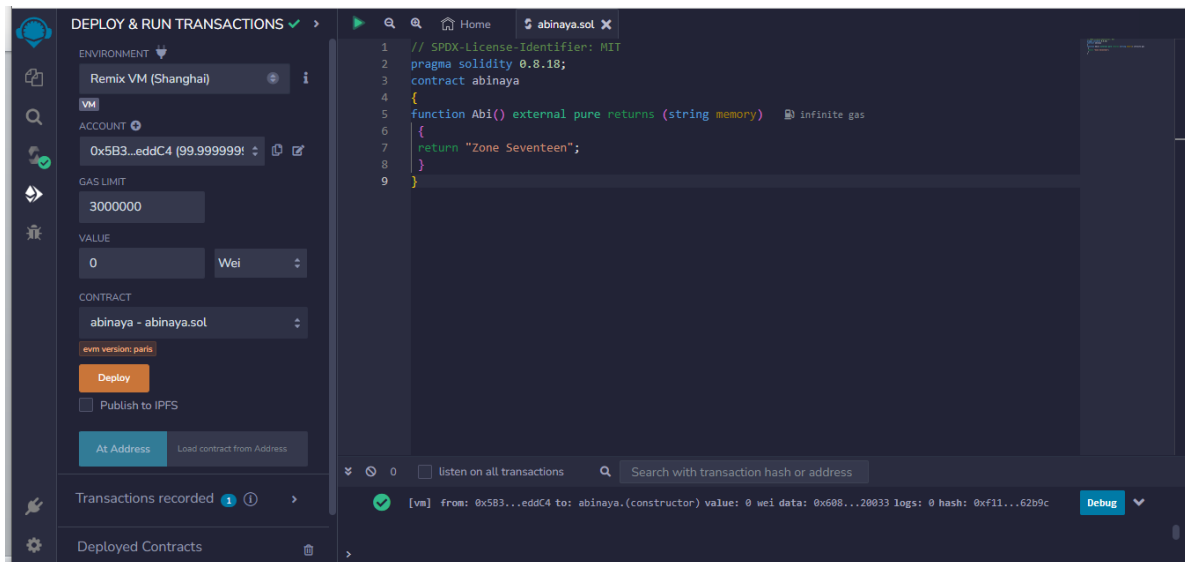 DEPLOY & RUN TRANSACTIONS
ENVIRONMENT
Remix VM (Shanghai)
VM
ACCOUNT
0x5B3...eddC4 (99.9999999
GAS LIMIT
3000000
VALUE
0 Wei
CONTRACT
abinaya - abinaya.sol
evm version: paris
Deploy
Publish to IPFS
At Address Load contract from Address
Transactions recorded 1 i
Deployed Contracts
Home abinaya.sol
1 // SPDX-License-Identifier: MIT
2 pragma solidity 0.8.18;
3 contract abinaya
4 {
5 function Abi() external pure returns (string memory) infinite gas
6 {
7 return "Zone Seventeen";
8 }
9 }
0 listen on all transactions Search with transaction hash or address
[vm] from: 0x5B3...eddC4 to: abinaya.(constructor) value: 0 wei data: 0x608...20033 logs: 0 hash: 0xf11...62b9c Debug
>